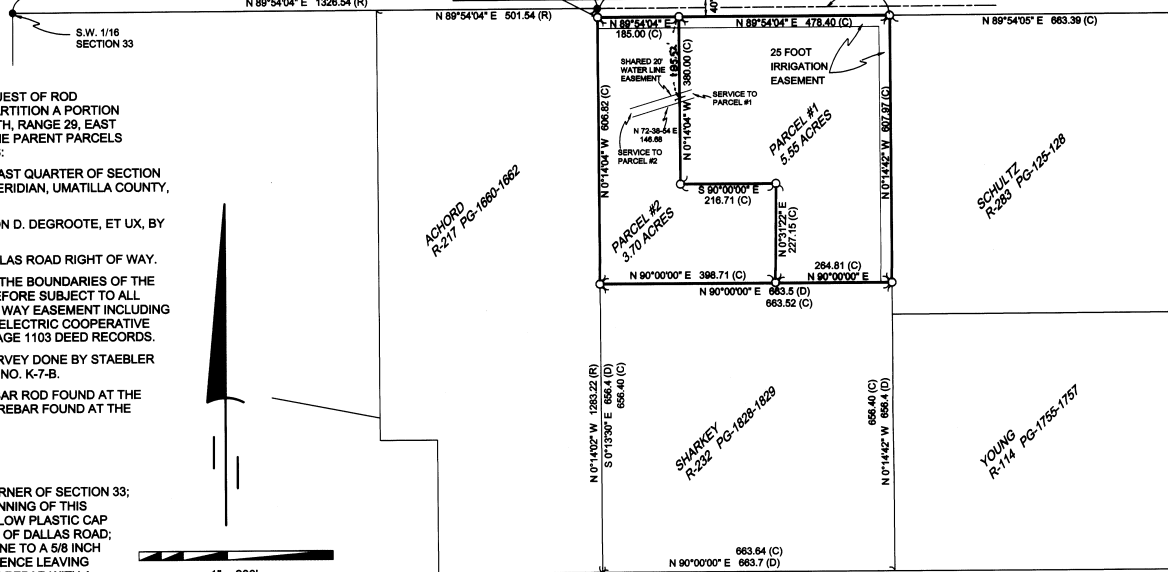 N 89°54'04" E 1326.54 (R)
N 89°54'04" E 501.54 (R)
N 89°54'04" E
185.00 (C)
N 89°54'04" E 478.40 (C)
40'
N 89°54'05" E 663.39 (C)
S.W. 1/16
SECTION 33
25 FOOT
IRRIGATION
EASEMENT
SHARED 20'
WATER LINE
EASEMENT
195.52'
N 0°14'04" W 380.00 (C)
SERVICE TO
PARCEL #1
N 72-38-54 E
146.68
SERVICE TO
PARCEL #2
N 0°14'04" W 606.82 (C)
PARCEL #1
5.55 ACRES
N 0°14'42" W 607.97 (C)
UEST OF ROD
ARTITION A PORTION
TH, RANGE 29, EAST
HE PARENT PARCELS
S:
AST QUARTER OF SECTION
ERIDIAN, UMATILLA COUNTY,
ON D. DEGROOTE, ET UX, BY
LLAS ROAD RIGHT OF WAY.
THE BOUNDARIES OF THE
EFORE SUBJECT TO ALL
WAY EASEMENT INCLUDING
ELECTRIC COOPERATIVE
AGE 1103 DEED RECORDS.
RVEY DONE BY STAEBLER
NO. K-7-B.
BAR ROD FOUND AT THE
REBAR FOUND AT THE
ACHORD
R-217 PG-1660-1662
S 90°00'00" E
216.71 (C)
PARCEL #2
3.70 ACRES
N 0°31'22" E
227.15 (C)
SCHULTZ
R-283 PG-125-128
264.81 (C)
N 90°00'00" E
N 90°00'00" E 398.71 (C)
N 90°00'00" E 663.5 (D)
663.52 (C)
N 0°14'02" W 1283.22 (R)
S 0°13'30" E 656.4 (D)
656.40 (C)
SHARKEY
R-232 PG-1828-1829
656.40 (C)
N 0°14'42" W 656.4 (D)
YOUNG
R-114 PG-1755-1757
RNER OF SECTION 33;
NNING OF THIS
LOW PLASTIC CAP
OF DALLAS ROAD;
NE TO A 5/8 INCH
ENCE LEAVING
663.64 (C)
N 90°00'00" E 663.7 (D)